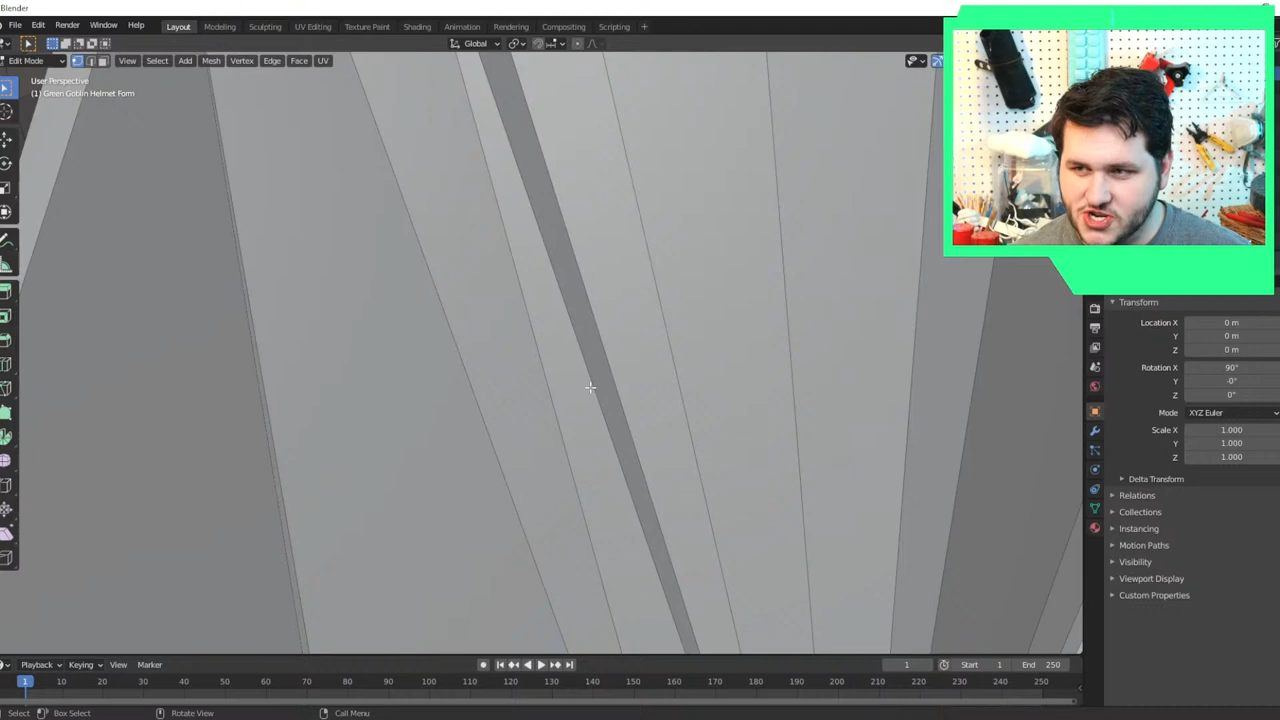 Blender
File Edit Render Window Help
Layout Modeling Sculpting UV Editing Texture Paint Shading Animation Rendering Compositing Scripting +
Global
Edit Mode View Select Add Mesh Vertex Edge Face UV
User Perspective
(1) Green Goblin Helmet Form
Transform
Location X 0 m
Y 0 m
Z 0 m
Rotation X 90°
Y -0°
Z 0°
Mode XYZ Euler
Scale X 1.000
Y 1.000
Z 1.000
Delta Transform
Relations
Collections
Instancing
Motion Paths
Visibility
Viewport Display
Custom Properties
Playback Keying View Marker 1 Start 1 End 250
1 10 20 30 40 50 60 70 80 90 100 110 120 130 140 150 160 170 180 190 200 210 220 230 240 250
Select Box Select Rotate View Call Menu